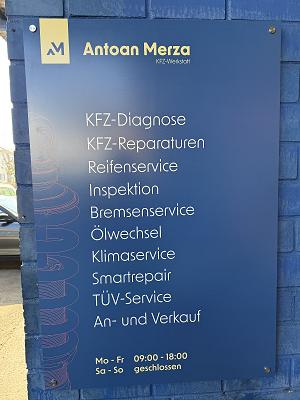 Antoan Merza
KFZ-Werkstatt
KFZ-Diagnose
KFZ-Reparaturen
Reifenservice
Inspektion
Bremsenservice
Ölwechsel
Klimaservice
Smartrepair
TÜV-Service
An- und Verkauf
Mo - Fr 09:00 - 18:00
Sa - So geschlossen